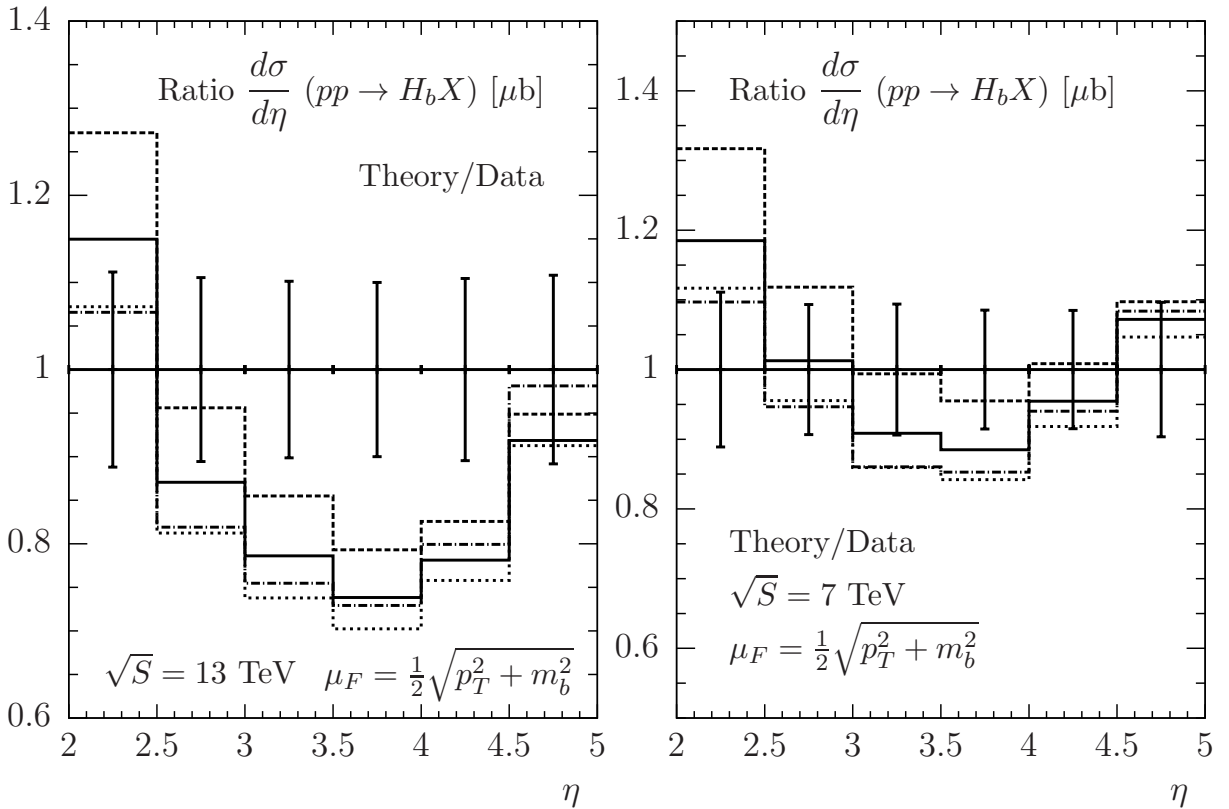 Ratio dσ/dη (pp → H_b X) [μb]
Theory/Data
√S = 13 TeV μ_F = ½√(p_T² + m_b²)
1.4
1.2
1
0.8
0.6
2 2.5 3 3.5 4 4.5 5
η
Ratio dσ/dη (pp → H_b X) [μb]
Theory/Data
√S = 7 TeV
μ_F = ½√(p_T² + m_b²)
1.4
1.2
1
0.8
0.6
2 2.5 3 3.5 4 4.5 5
η